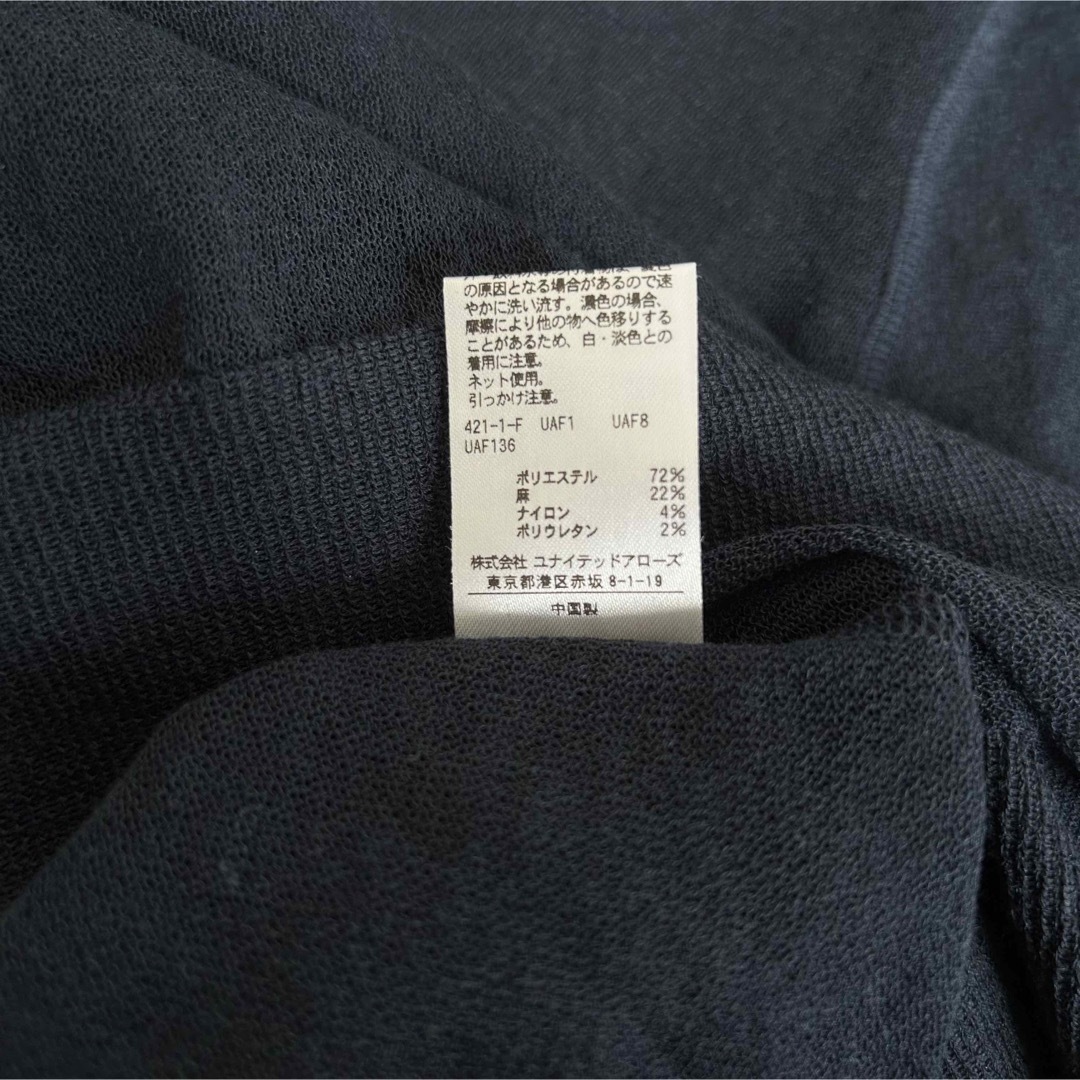 の原因となる場合があるので速
やかに洗い流す。濃色の場合、
摩擦により他の物へ色移りする
ことがあるため、白・淡色との
着用に注意。
ネット使用。
引っかけ注意。
421-1-F UAF1 UAF8
UAF136
ポリエステル 72%
麻 22%
ナイロン 4%
ポリウレタン 2%
株式会社 ユナイテッドアローズ
東京都港区赤坂 8-1-19
中国製